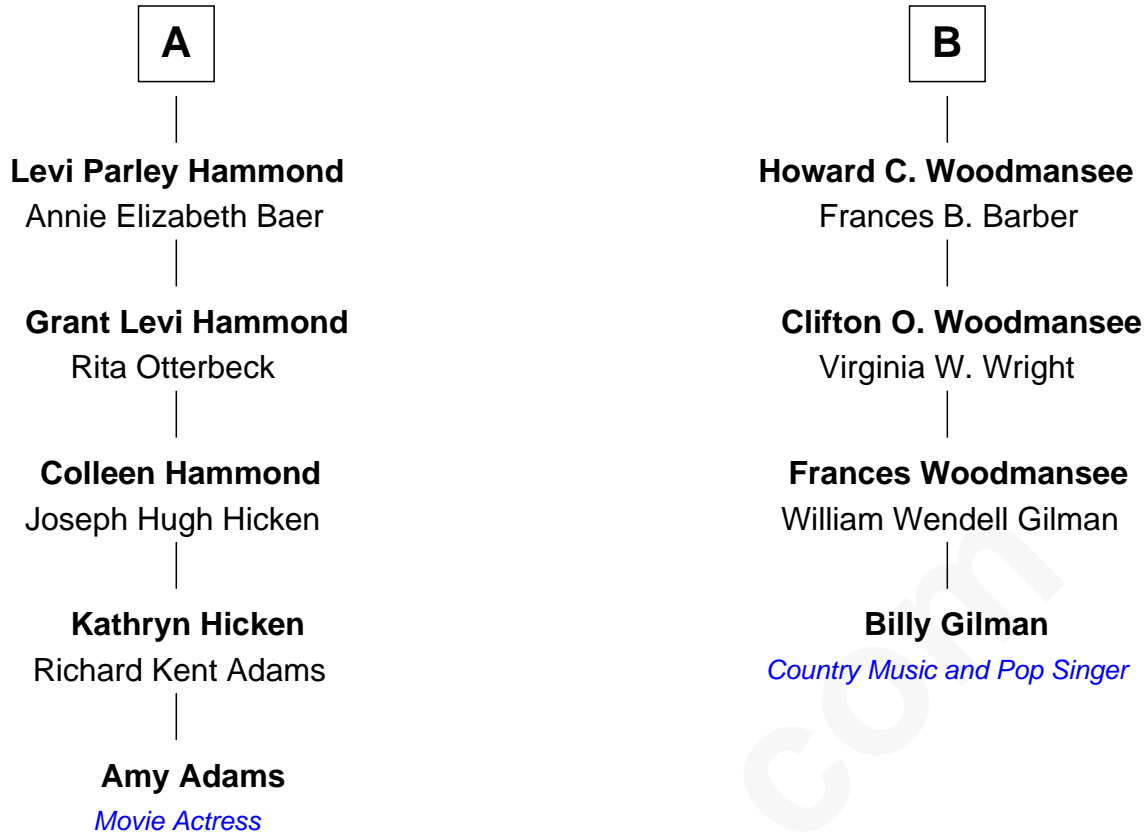 A
Levi Parley Hammond
Annie Elizabeth Baer
Grant Levi Hammond
Rita Otterbeck
Colleen Hammond
Joseph Hugh Hicken
Kathryn Hicken
Richard Kent Adams
Amy Adams
Movie Actress
B
Howard C. Woodmansee
Frances B. Barber
Clifton O. Woodmansee
Virginia W. Wright
Frances Woodmansee
William Wendell Gilman
Billy Gilman
Country Music and Pop Singer
com